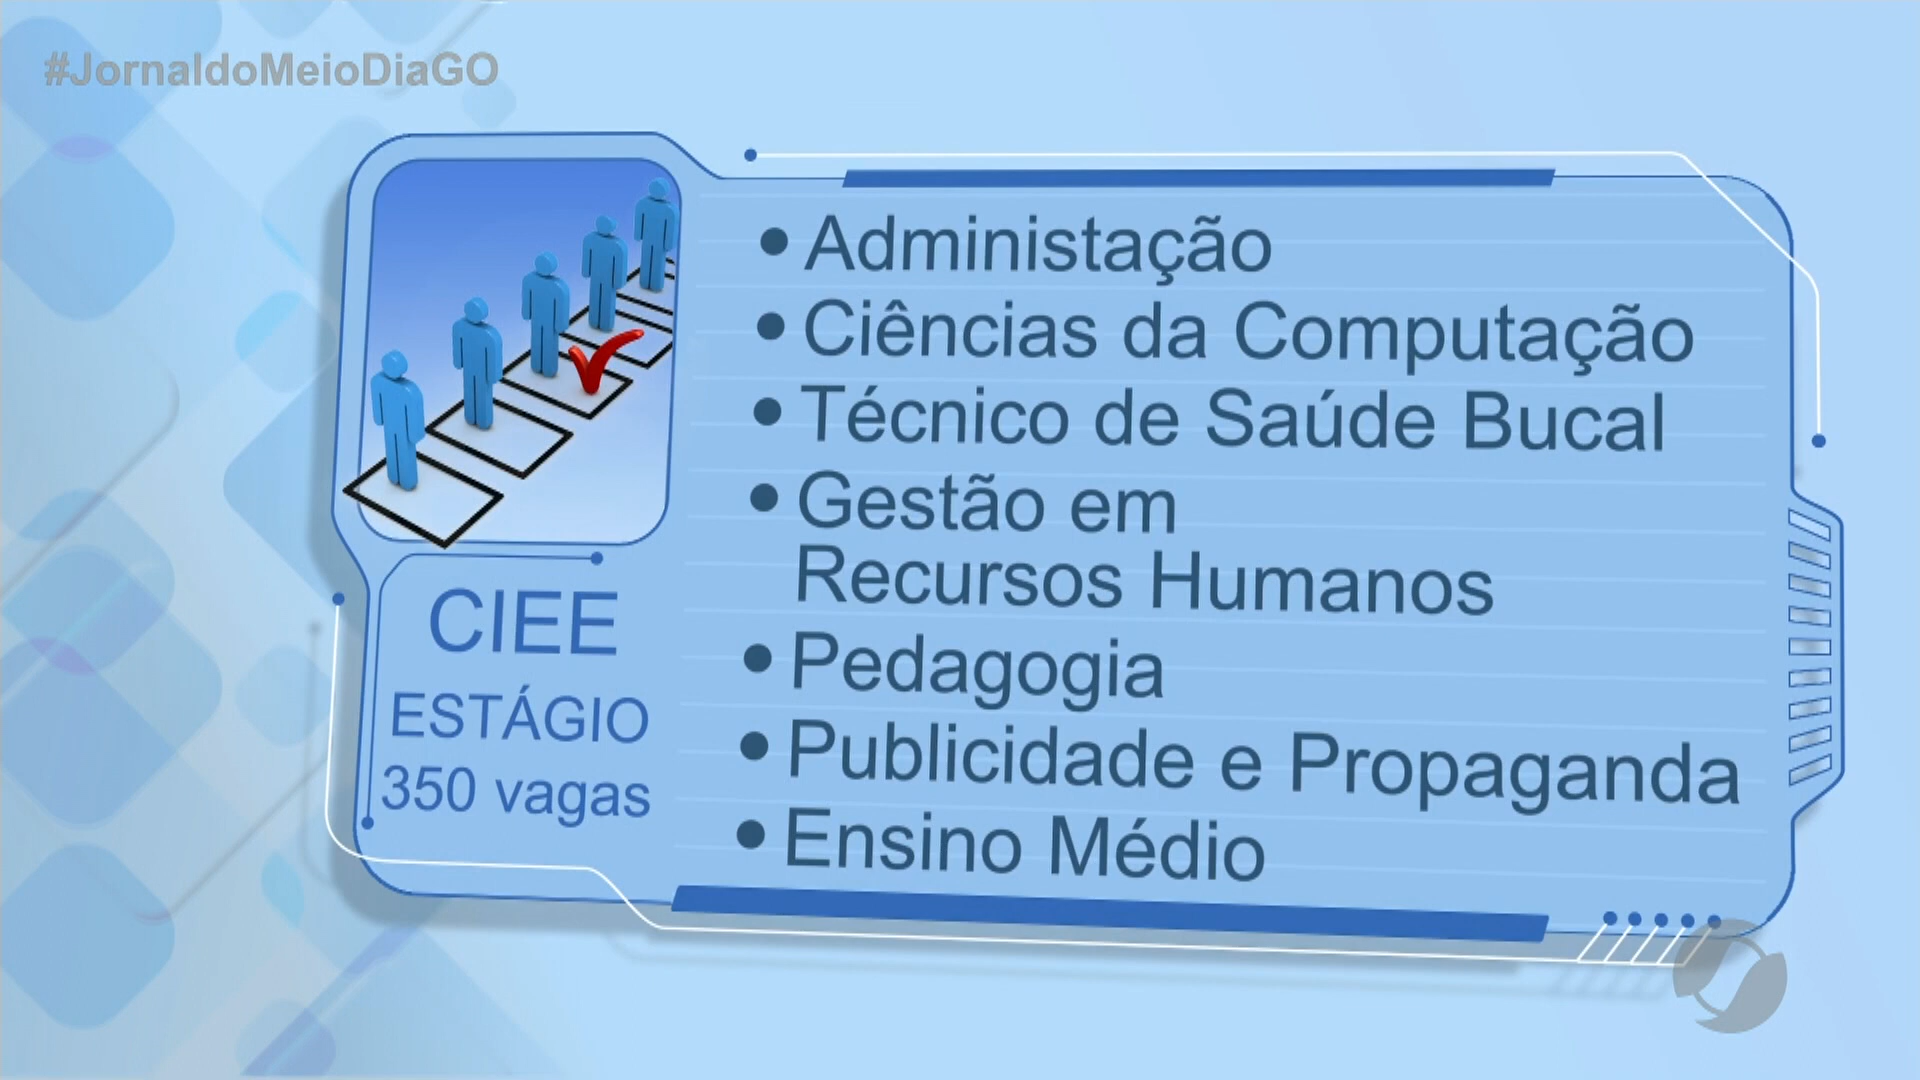 #JornaldoMeioDiaGO
CIEE
ESTÁGIO
350 vagas
• Administação
• Ciências da Computação
• Técnico de Saúde Bucal
• Gestão em
Recursos Humanos
• Pedagogia
• Publicidade e Propaganda
• Ensino Médio